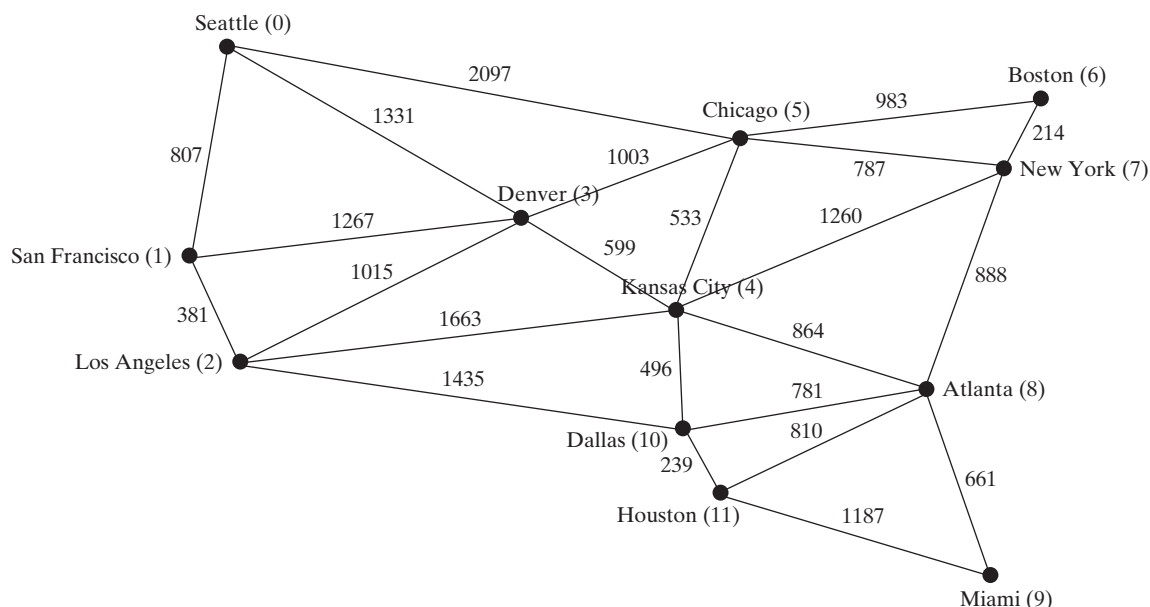 Seattle (0)
2097
Boston (6)
983
Chicago (5)
1331
214
807
1003
787
New York (7)
Denver (3)
1267
533
1260
599
San Francisco (1)
1015
888
Kansas City (4)
381
1663
864
Los Angeles (2)
496
1435
781
Atlanta (8)
810
Dallas (10)
239
661
Houston (11)
1187
Miami (9)